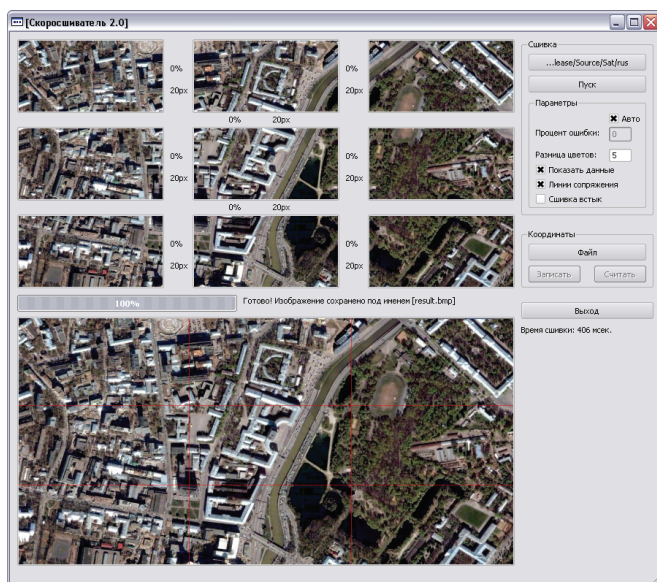 [Скоросшиватель 2.0]
0%
20px
0%
20px
0% 20px
0% 20px
0%
20px
0%
20px
0% 20px
0% 20px
0%
20px
0%
20px
100%
Готово! Изображение сохранено под именем [result.bmp]
Сшивка
...lease/Source/Sat/rus
Пуск
Параметры
Авто
Процент ошибки: 0
Разница цветов: 5
Показать данные
Линии сопряжения
Сшивка встык
Координаты
Файл
Записать Считать
Выход
Время сшивки: 406 мсек.